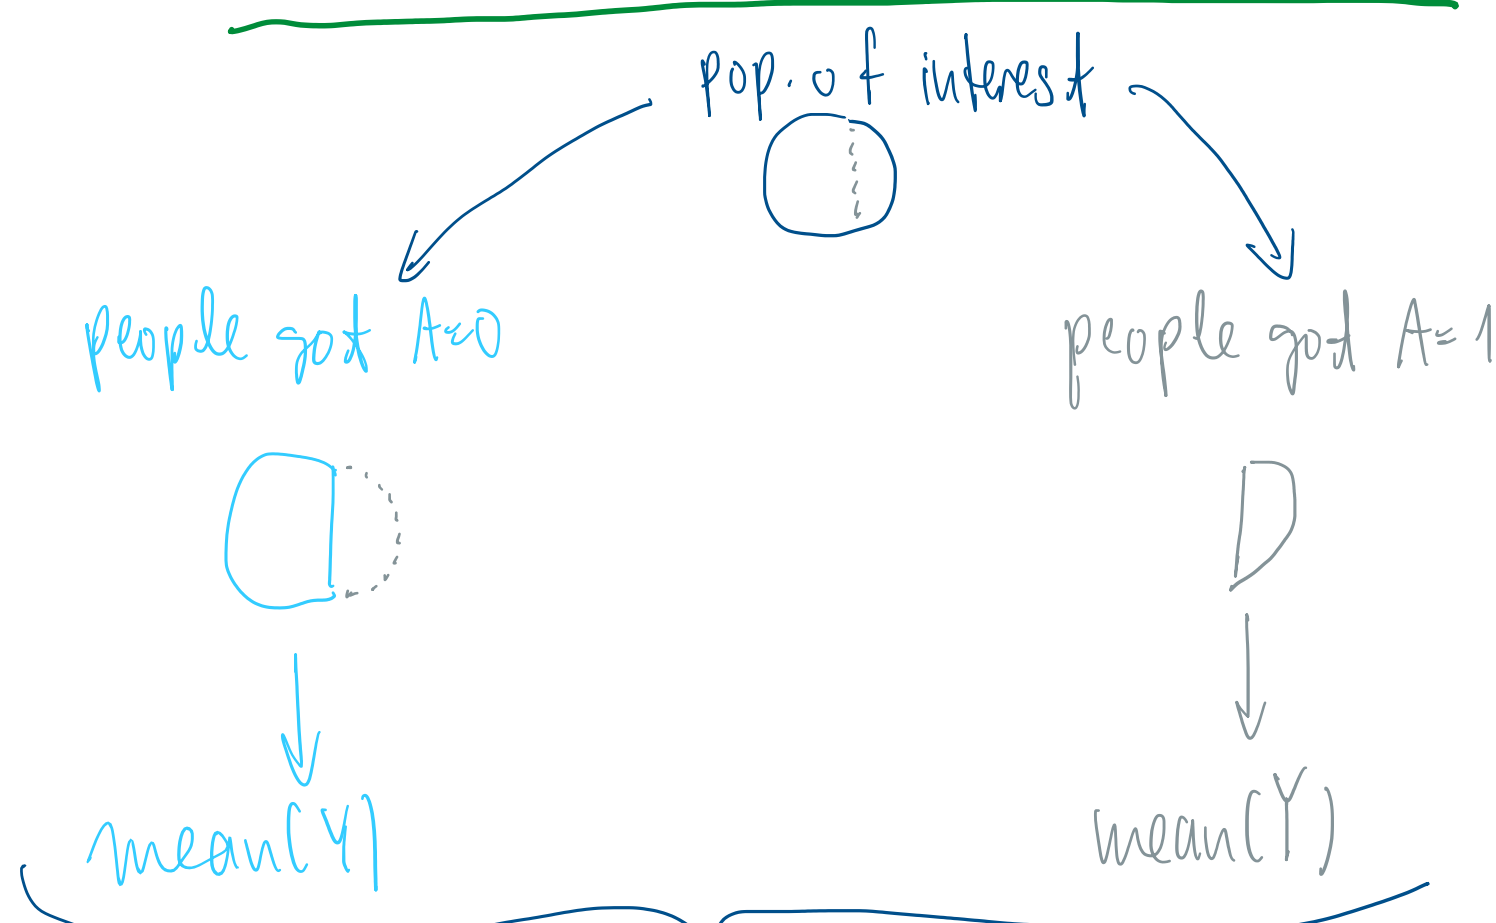 pop. of interest
people got A=0
people got A=1
mean(Y)
mean(Y)